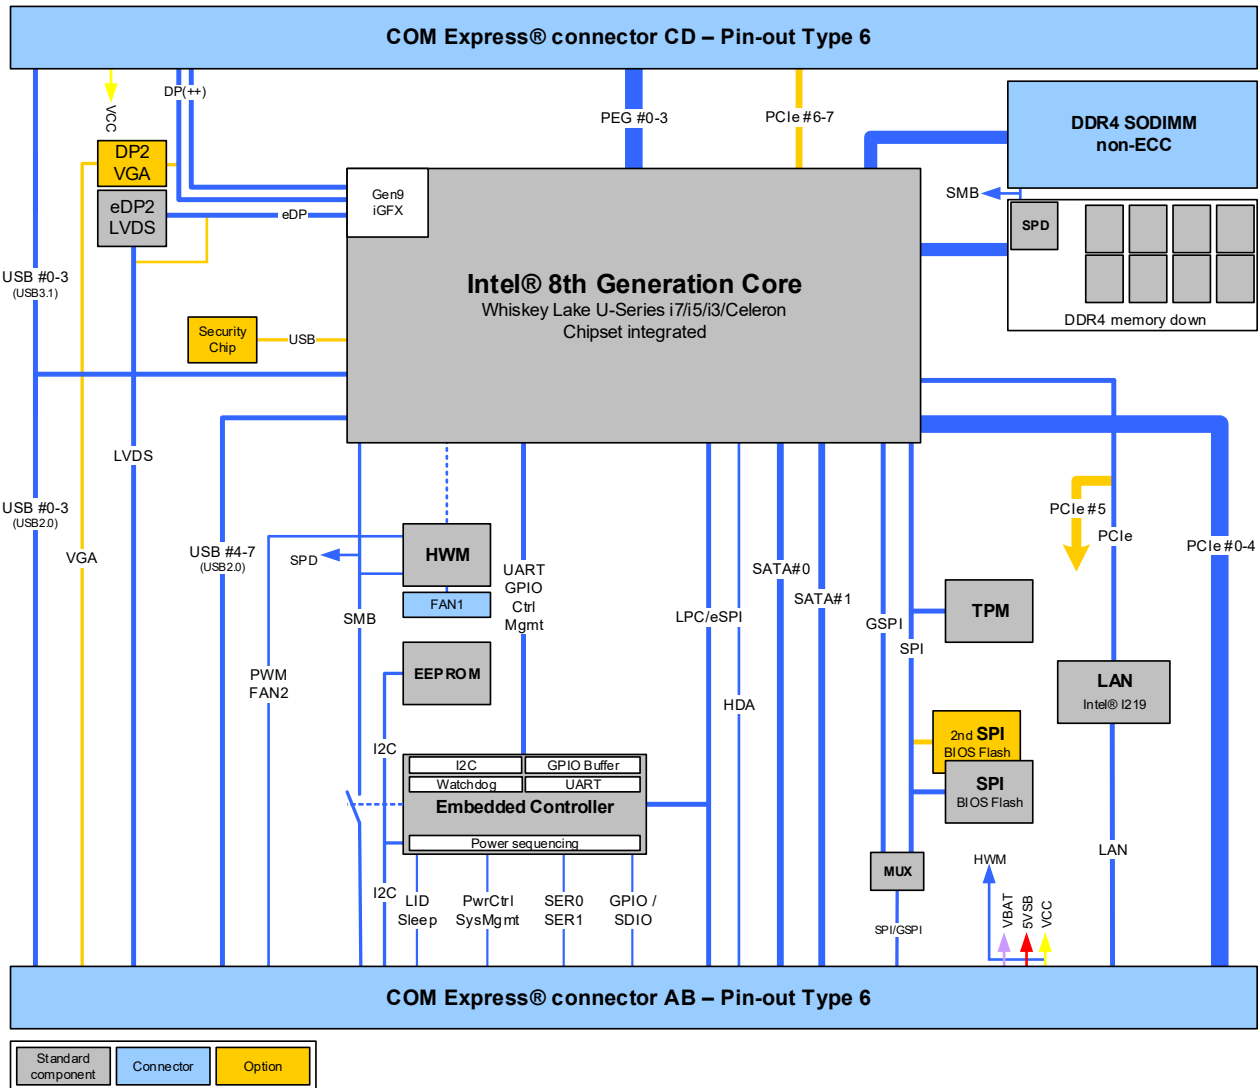 COM Express® connector CD – Pin-out Type 6
DP(++)
VCC
PEG #0-3
PCIe #6-7
DDR4 SODIMM
non-ECC
DP2
VGA
eDP2
LVDS
eDP
Gen9
iGFX
SMB
SPD
DDR4 memory down
Intel® 8th Generation Core
Whiskey Lake U-Series i7/i5/i3/Celeron
Chipset integrated
USB #0-3
(USB3.1)
Security
Chip
USB
LVDS
USB #0-3
(USB2.0)
VGA
USB #4-7
(USB2.0)
SPD
HWM
FAN1
UART
GPIO
Ctrl
Mgmt
SMB
EEPROM
PWM
FAN2
LPC/eSPI
HDA
SATA#0
SATA#1
GSPI
SPI
PCIe #5
PCIe
PCIe #0-4
TPM
LAN
Intel® I219
2nd SPI
BIOS Flash
SPI
BIOS Flash
I2C
I2C
GPIO Buffer
Watchdog
UART
Embedded Controller
Power sequencing
I2C
LID
Sleep
PwrCtrl
SysMgmt
SER0
SER1
GPIO /
SDIO
MUX
SPI/GSPI
HWM
VBAT
5VSB
VCC
LAN
COM Express® connector AB – Pin-out Type 6
Standard
component
Connector
Option